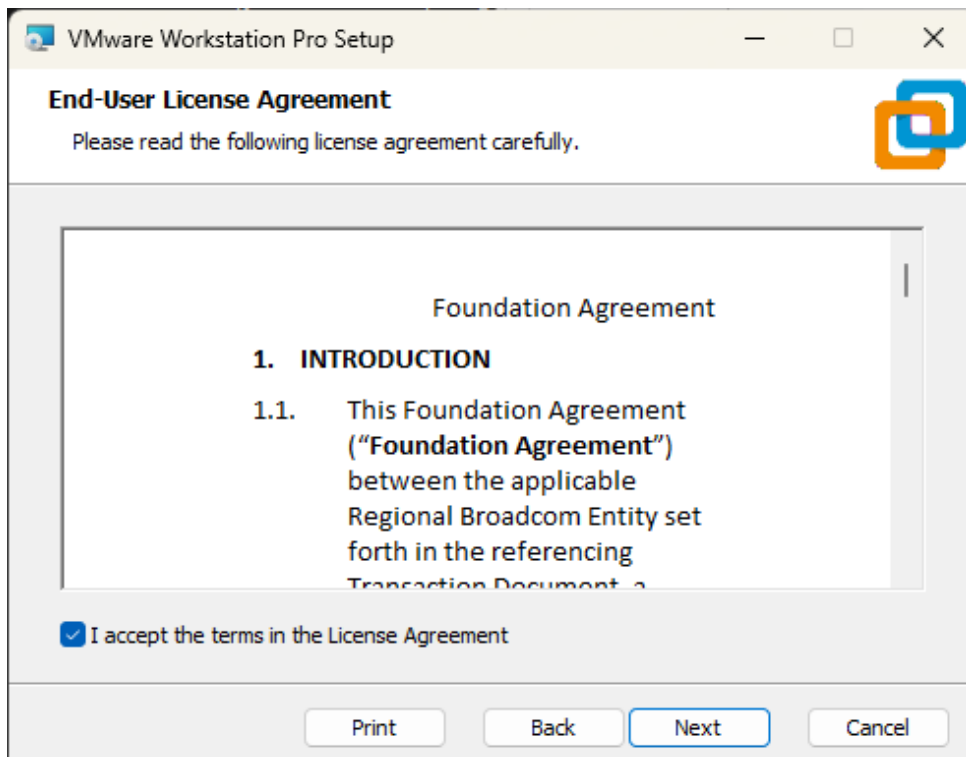 VMware Workstation Pro Setup
End-User License Agreement
Please read the following license agreement carefully.
Foundation Agreement
1. INTRODUCTION
1.1. This Foundation Agreement
(“Foundation Agreement”)
between the applicable
Regional Broadcom Entity set
forth in the referencing
Transaction Document, a
I accept the terms in the License Agreement
Print Back Next Cancel